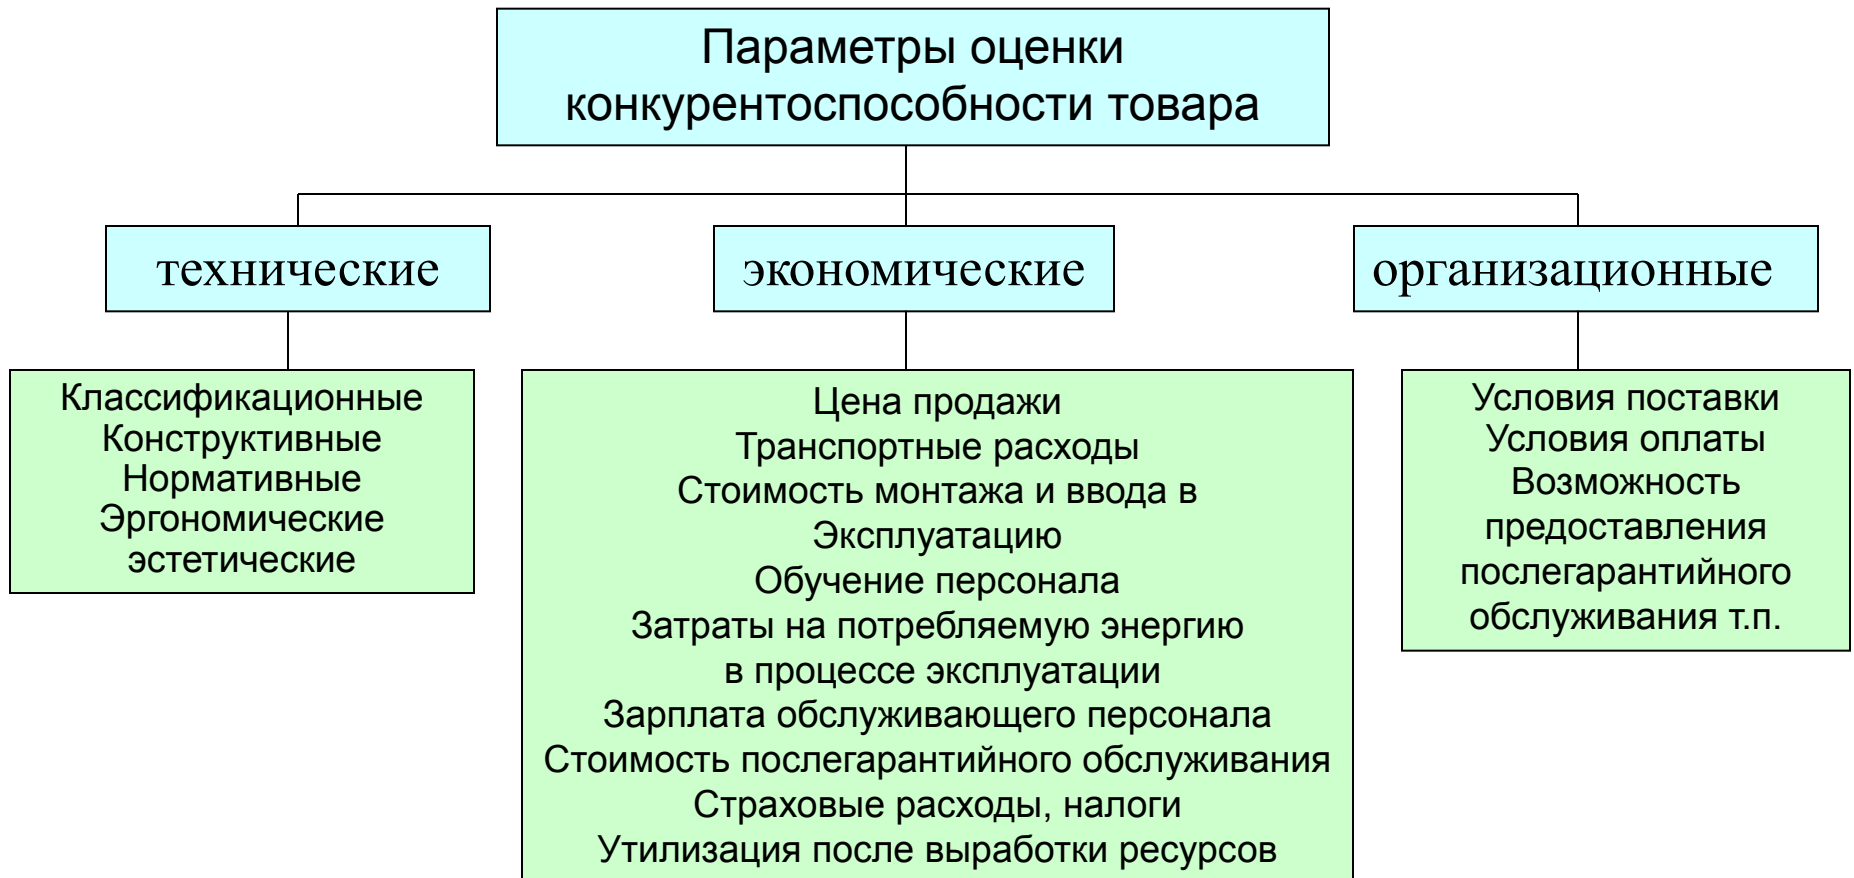 Параметры оценки
конкурентоспособности товара
технические
экономические
организационные
Классификационные
Конструктивные
Нормативные
Эргономические
эстетические
Цена продажи
Транспортные расходы
Стоимость монтажа и ввода в
Эксплуатацию
Обучение персонала
Затраты на потребляемую энергию
в процессе эксплуатации
Зарплата обслуживающего персонала
Стоимость послегарантийного обслуживания
Страховые расходы, налоги
Утилизация после выработки ресурсов
Условия поставки
Условия оплаты
Возможность
предоставления
послегарантийного
обслуживания т.п.